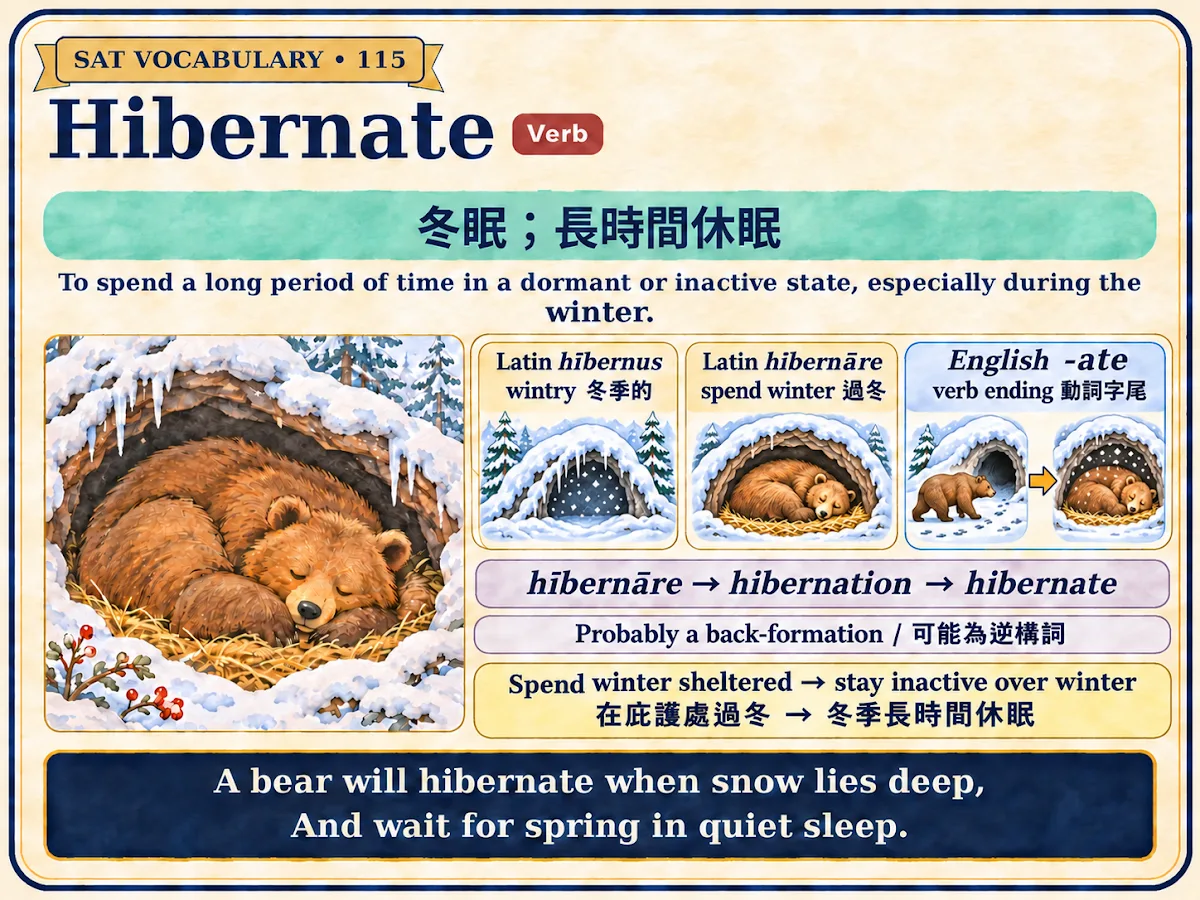 SAT VOCABULARY • 115
Hibernate
Verb
冬眠；長時間休眠
To spend a long period of time in a dormant or inactive state, especially during the
winter.
Latin hībernus
wintry 冬季的
Latin hibernāre
spend winter 過冬
English -ate
verb ending 動詞字尾
hībernāre → hibernation → hibernate
Probably a back-formation / 可能為逆構詞
Spend winter sheltered → stay inactive over winter
在庇護處過冬 → 冬季長時間休眠
A bear will hibernate when snow lies deep,
And wait for spring in quiet sleep.